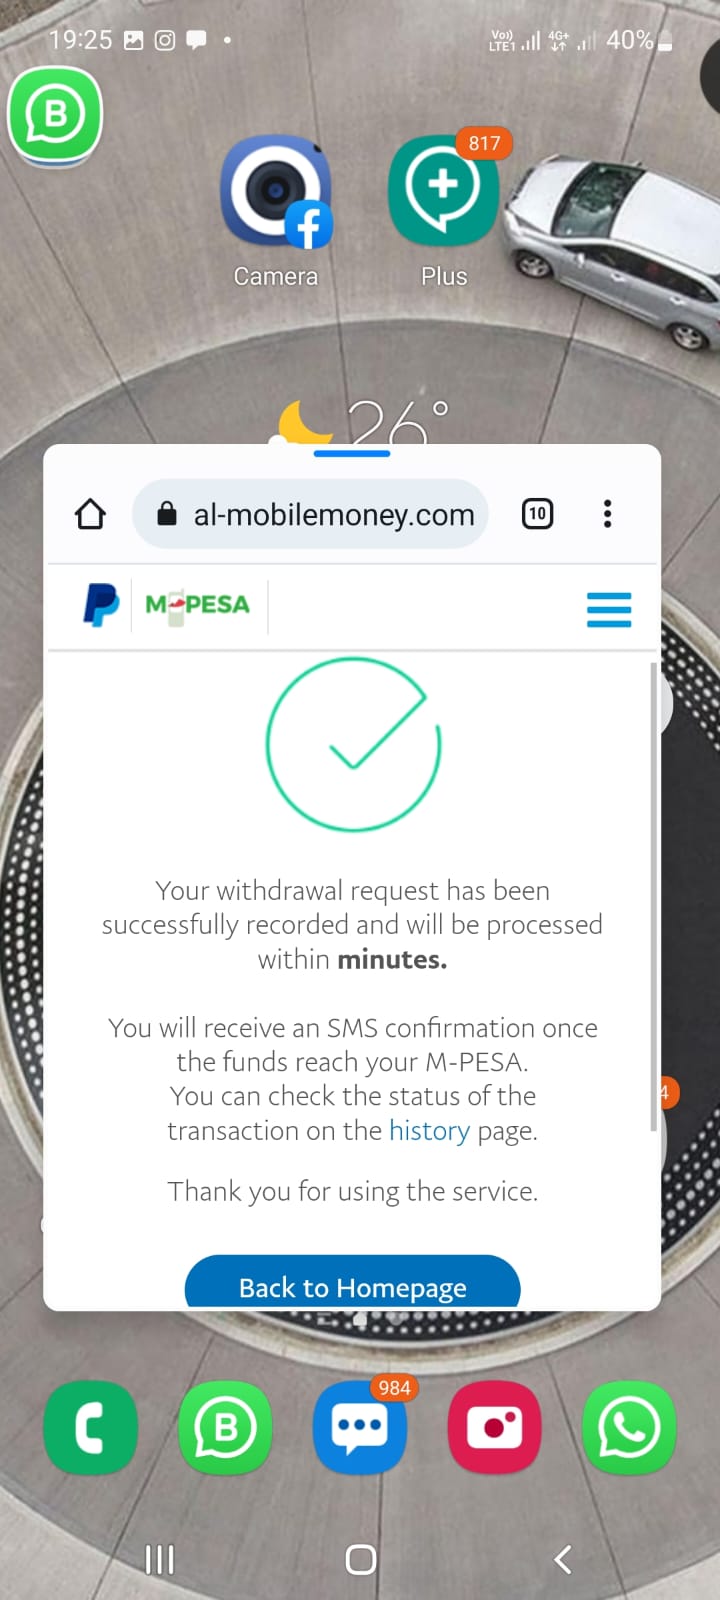 19:25
Vo))
LTE1
4G+
40%
B
817
Camera
Plus
26°
al-mobilemoney.com
10
M-PESA
Your withdrawal request has been
successfully recorded and will be processed
within minutes.
You will receive an SMS confirmation once
the funds reach your M-PESA.
You can check the status of the
transaction on the history page.
4
Thank you for using the service.
Back to Homepage
984
B